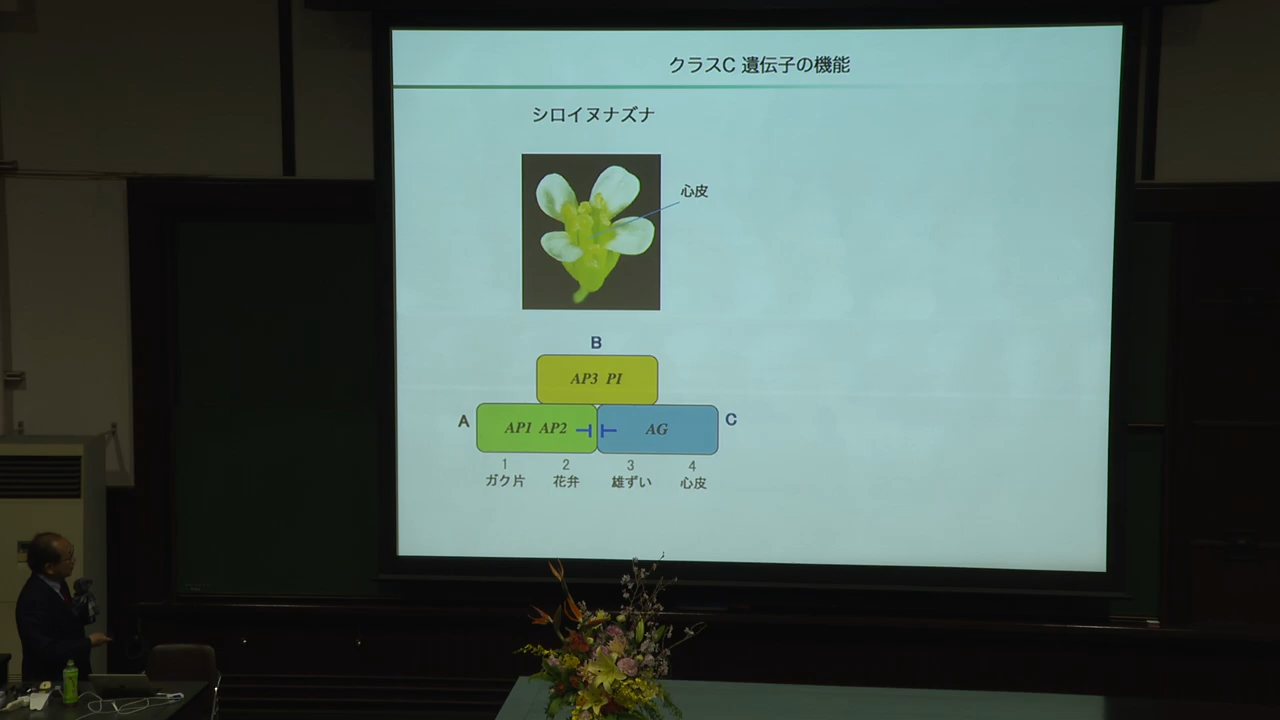 クラスC 遺伝子の機能
シロイヌナズナ
心皮
B
AP3 PI
A
AP1 AP2
AG
C
1 2 3 4
ガク片 花弁 雄ずい 心皮